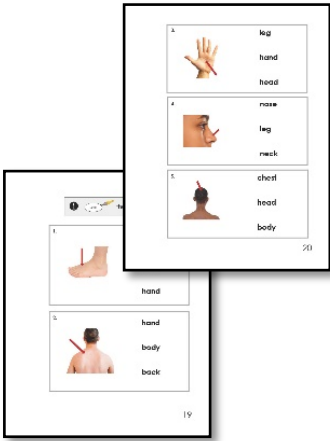 3.
leg
hand
head
4.
nose
leg
neck
5.
chest
head
body
20
1.
hand
2.
hand
body
back
19